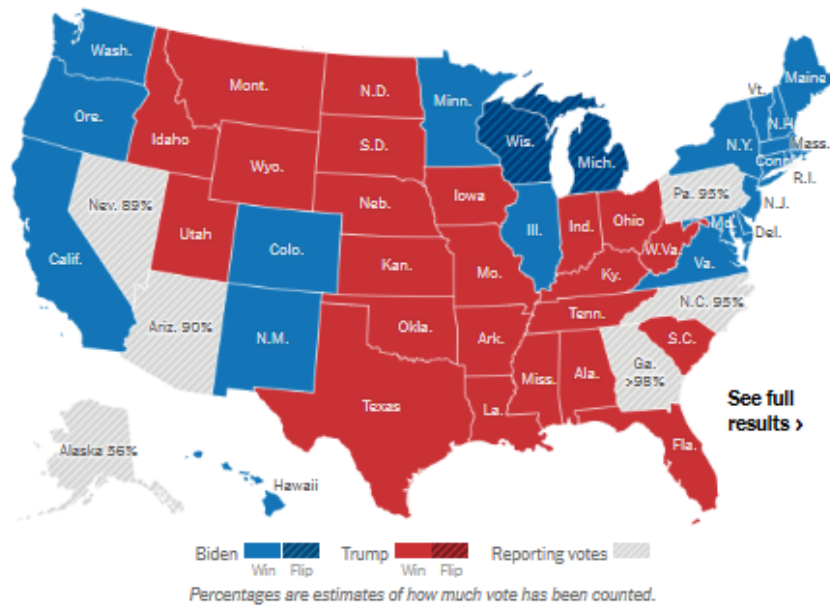 Wash.
Mont.
N.D.
Minn.
Vt.
Maine
Ore.
Idaho
S.D.
Wis.
Mich.
N.Y.
N.H.
Mass.
Wyo.
Conn.
R.I.
Nev. 89%
Neb.
Iowa
Pa. 95%
N.J.
Utah
Colo.
Ill.
Ind.
Ohio
Md.
Del.
Calif.
Kan.
Mo.
W.Va.
Va.
Ky.
Ariz. 90%
N.M.
Okla.
Ark.
Tenn.
N.C. 95%
S.C.
Miss.
Ala.
Ga.
>98%
Texas
La.
See full
results ›
Fla.
Alaska 56%
Hawaii
Biden Trump Reporting votes
Win Flip Win Flip
Percentages are estimates of how much vote has been counted.